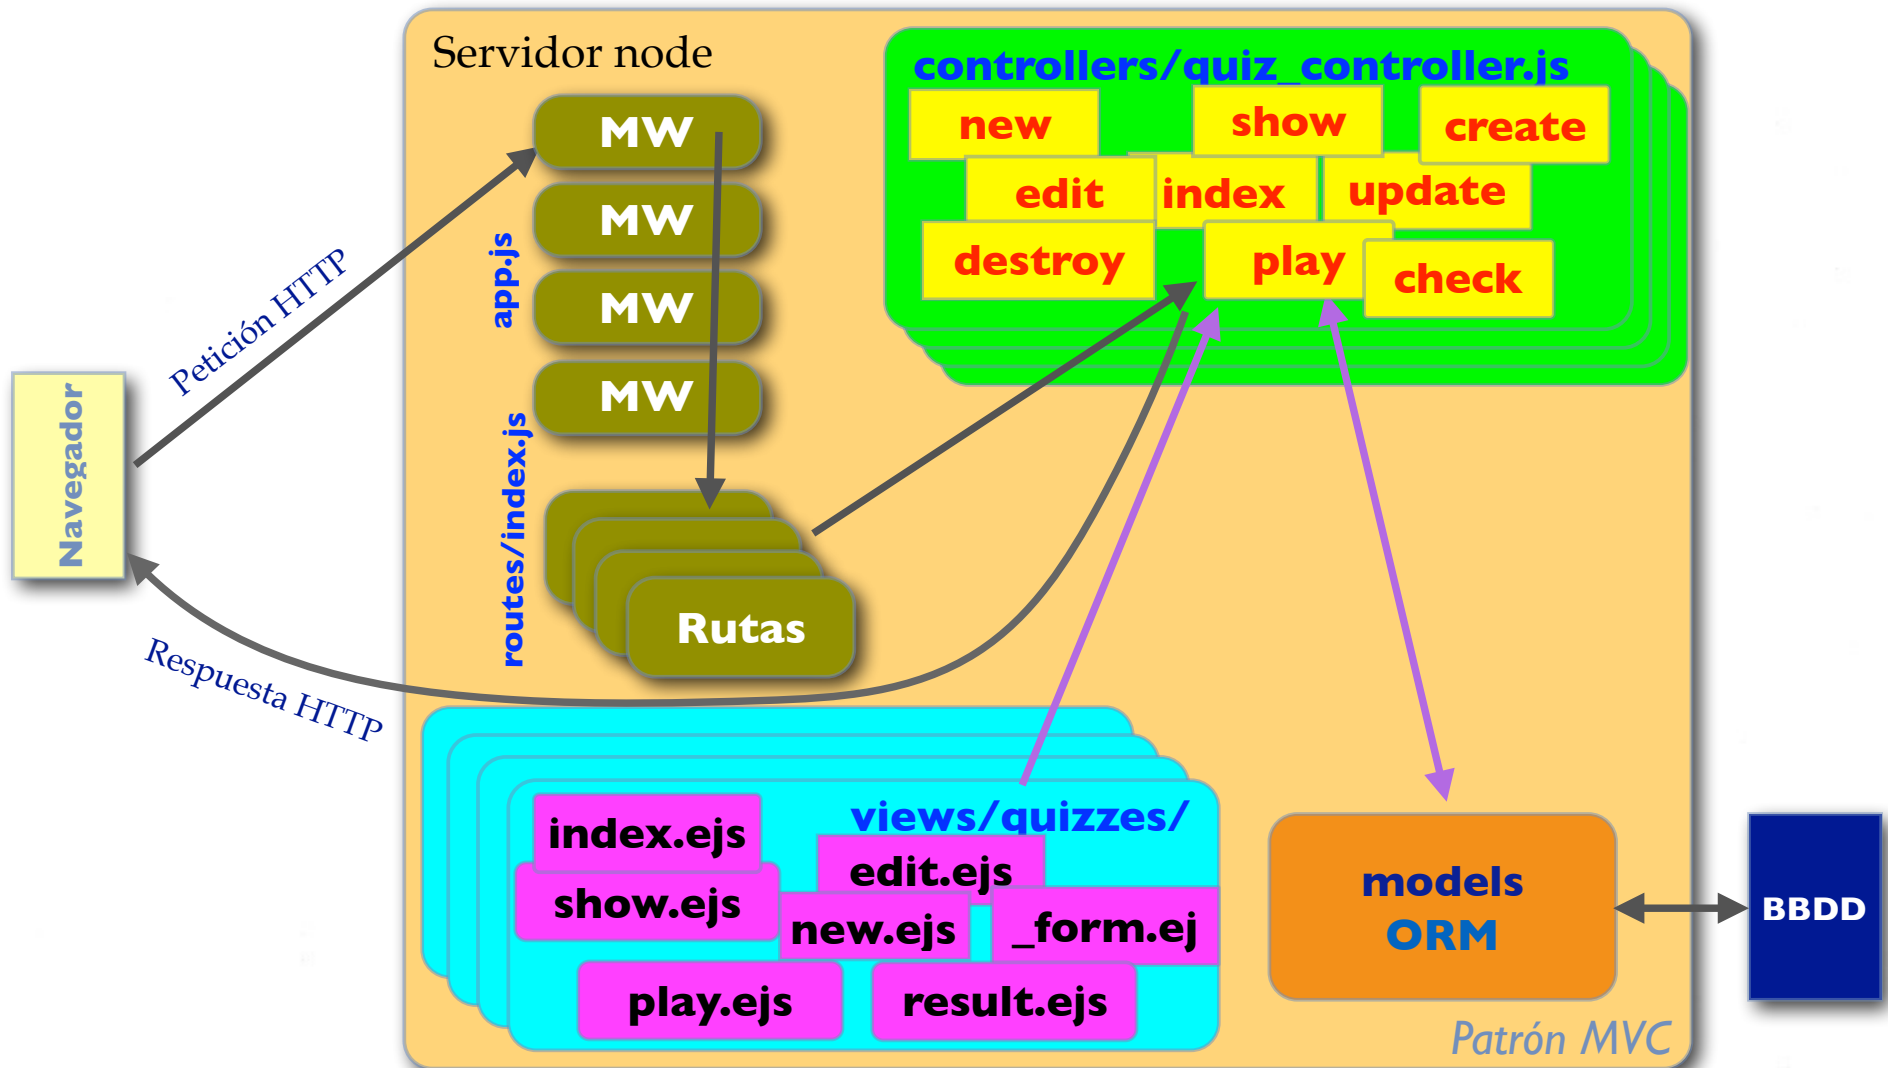 Servidor node
controllers/quiz_controller.js
new
show
create
edit
index
update
destroy
play
check
MW
MW
MW
MW
app.js
routes/index.js
Rutas
Petición HTTP
Navegador
Respuesta HTTP
views/quizzes/
index.ejs
edit.ejs
show.ejs
new.ejs
_form.ej
play.ejs
result.ejs
models
ORM
BBDD
Patrón MVC